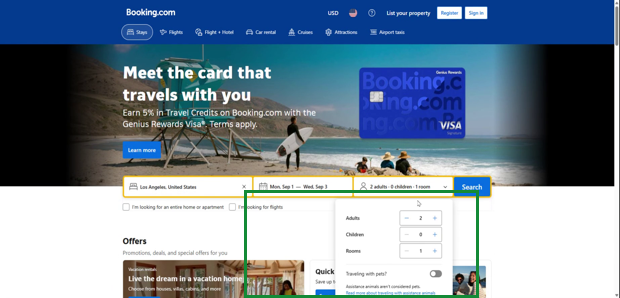 Booking.com
USD
List your property
Register
Sign in
Stays
Flights
Flight + Hotel
Car rental
Cruises
Attractions
Airport taxis
Meet the card that
travels with you
Earn 5% in Travel Credits on Booking.com with the
Genius Rewards Visa®. Terms apply.
Learn more
Genius Rewards
Booking.c
VISA
Los Angeles, United States
Mon, Sep 1 — Wed, Sep 3
2 adults · 0 children · 1 room
Search
I'm looking for an entire home or apartment
I'm looking for flights
Adults
2
Children
0
Rooms
1
Traveling with pets?
Assistance animals aren't considered pets.
Read more about traveling with assistance animals
Offers
Promotions, deals, and special offers for you
Vacation rentals
Live the dream in a vacation home
Choose from houses, villas, cabins, and more
Quick
Save up t